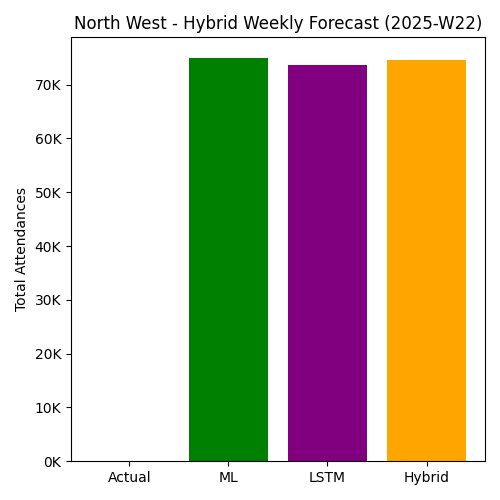 North West - Hybrid Weekly Forecast (2025-W22)
Total Attendances
70K
60K
50K
40K
30K
20K
10K
0K
Actual ML LSTM Hybrid